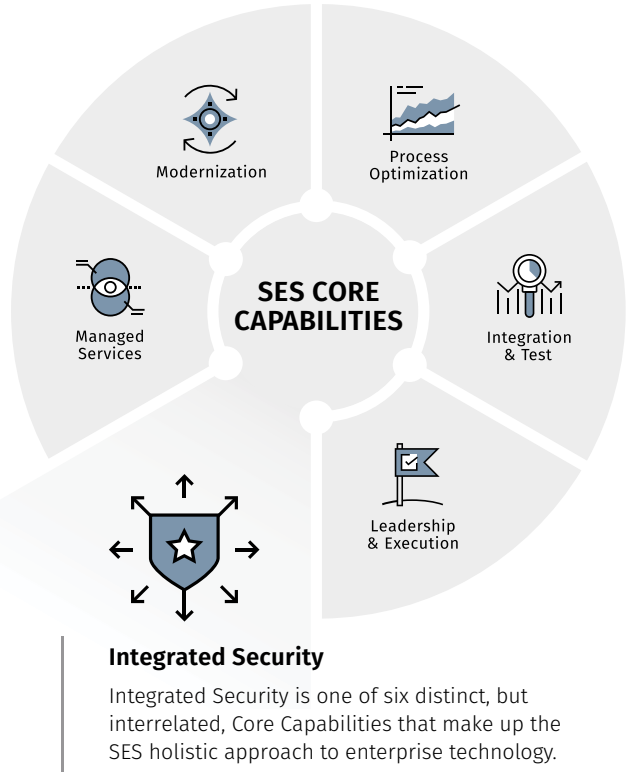 Modernization
Process
Optimization
Managed
Services
SES CORE
CAPABILITIES
Integration
& Test
Leadership
& Execution
Integrated Security
Integrated Security is one of six distinct, but
interrelated, Core Capabilities that make up the
SES holistic approach to enterprise technology.